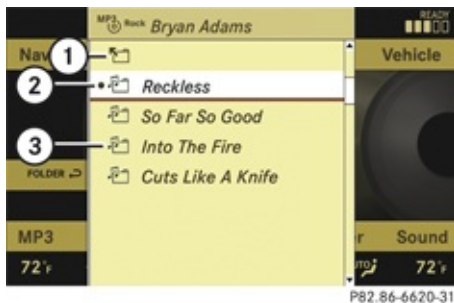 MP3 Rock Bryan Adams
READY
Nav
Vehicle
1
2
Reckless
So Far So Good
3
Into The Fire
FOLDER
Cuts Like A Knife
MP3
Sound
72°F
72°F
P82.86-6620-31